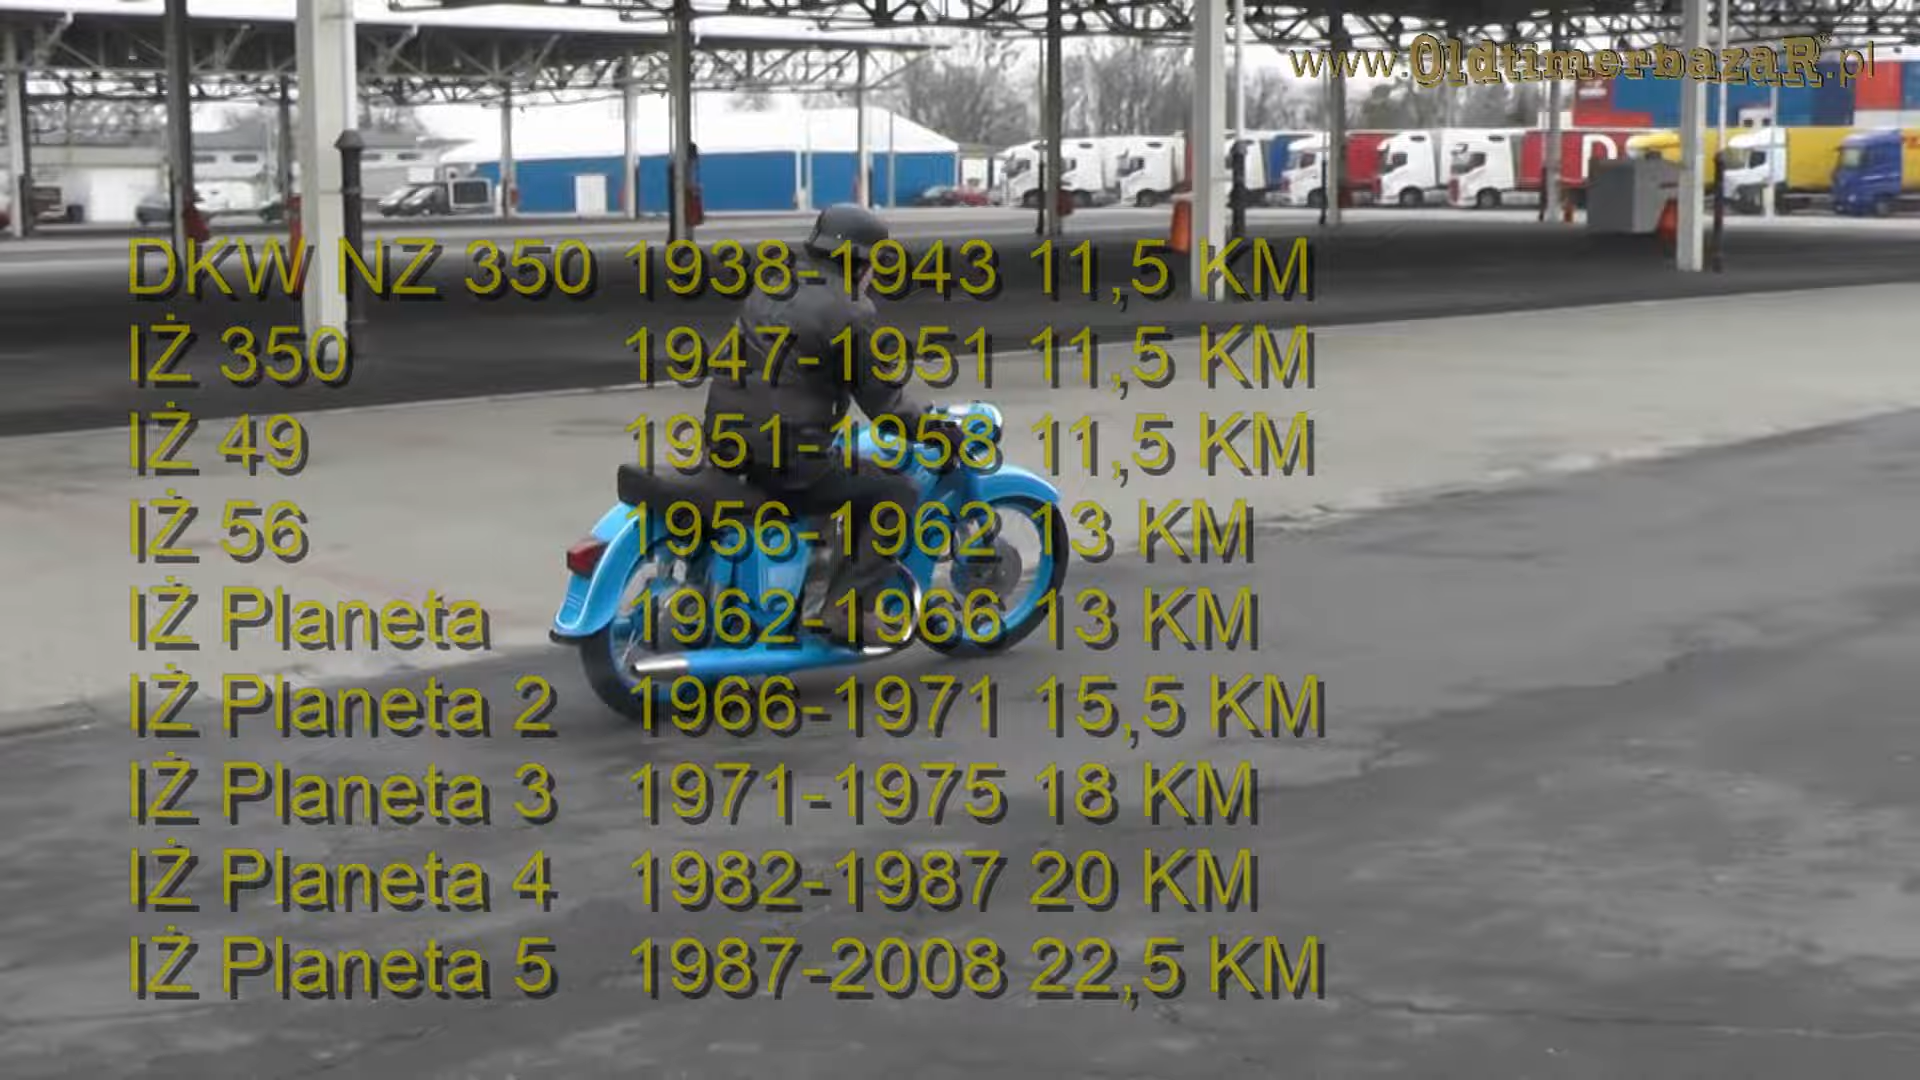 www.OldtimerbazaR.pl
DKW NZ 350 1938-1943 11,5 KM
IŻ 350 1947-1951 11,5 KM
IŻ 49 1951-1958 11,5 KM
IŻ 56 1956-1962 13 KM
IŻ Planeta 1962-1966 13 KM
IŻ Planeta 2 1966-1971 15,5 KM
IŻ Planeta 3 1971-1975 18 KM
IŻ Planeta 4 1982-1987 20 KM
IŻ Planeta 5 1987-2008 22,5 KM